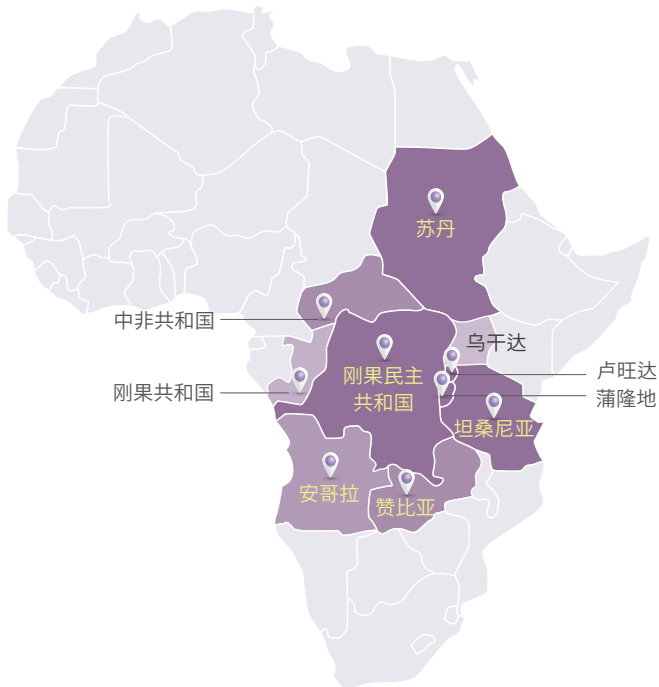 苏丹
中非共和国
乌干达
刚果民主
共和国
卢旺达
刚果共和国
蒲隆地
坦桑尼亚
安哥拉
赞比亚